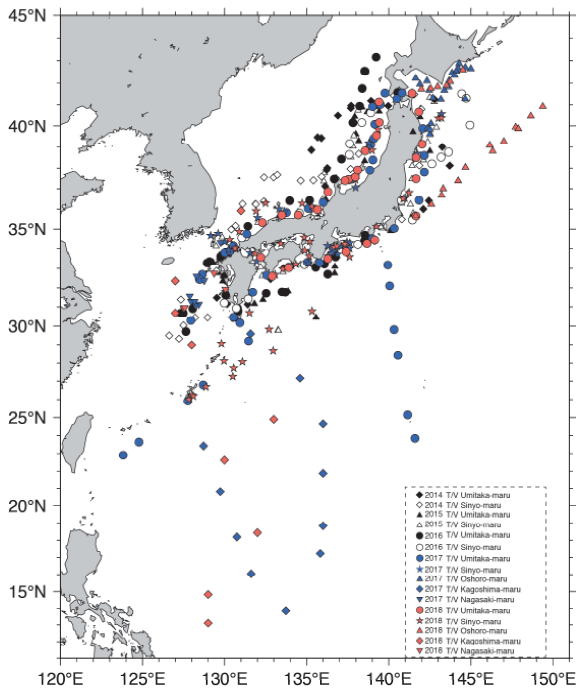 45°N
40°N
35°N
30°N
25°N
20°N
15°N
2014 T/V Umitaka-maru
2014 T/V Sinyo-maru
2015 T/V Umitaka-maru
2015 T/V Sinyo-maru
2016 T/V Umitaka-maru
2016 T/V Sinyo-maru
2017 T/V Umitaka-maru
2017 T/V Sinyo-maru
2017 T/V Oshoro-maru
2017 T/V Kagoshima-maru
2017 T/V Nagasaki-maru
2018 T/V Umitaka-maru
2018 T/V Sinyo-maru
2018 T/V Oshoro-maru
2018 T/V Kagoshima-maru
2018 T/V Nagasaki-maru
120°E 125°E 130°E 135°E 140°E 145°E 150°E